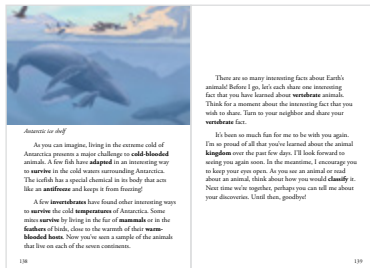 Antarctic ice shelf
As you can imagine, living in the extreme cold of
Antarctica presents a major challenge to cold-blooded
animals. A few fish have adapted in an interesting way
to survive in the cold waters surrounding Antarctica.
The icefish has a special chemical in its body that acts
like an antifreeze and keeps it from freezing!
A few invertebrates have found other interesting ways
to survive the cold temperatures of Antarctica. Some
mites survive by living in the fur of mammals or in the
feathers of birds, close to the warmth of their warm-
blooded hosts. Now you've seen a sample of the animals
that live on each of the seven continents.
138
There are so many interesting facts about Earth's
animals! Before I go, let's each share one interesting
fact that you have learned about vertebrate animals.
Think for a moment about the interesting fact that you
wish to share. Turn to your neighbor and share your
vertebrate fact.
It's been so much fun for me to be with you again.
I'm so proud of all that you've learned about the animal
kingdom over the past few days. I'll look forward to
seeing you again soon. In the meantime, I encourage you
to keep your eyes open. As you see an animal or read
about an animal, think about how you would classify it.
Next time we're together, perhaps you can tell me about
your discoveries. Until then, goodbye!
139